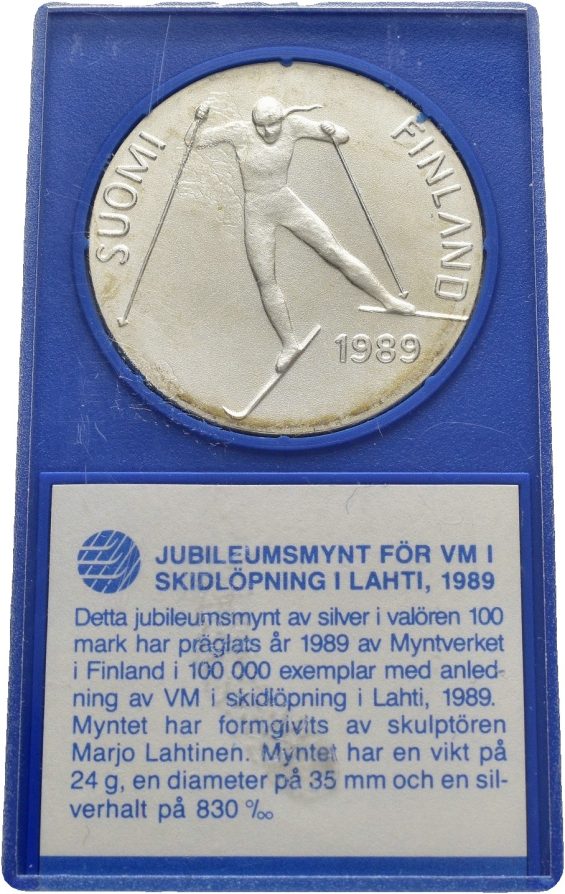 SUOMI
FINLAND
1989
JUBILEUMSMYNT FÖR VM I
SKIDLÖPNING I LAHTI, 1989
Detta jubileumsmynt av silver i valören 100
mark har präglats år 1989 av Myntverket
i Finland i 100 000 exemplar med anled-
ning av VM i skidlöpning i Lahti, 1989.
Myntet har formgivits av skulptören
Marjo Lahtinen. Myntet har en vikt på
24 g, en diameter på 35 mm och en sil-
verhalt på 830 ‰